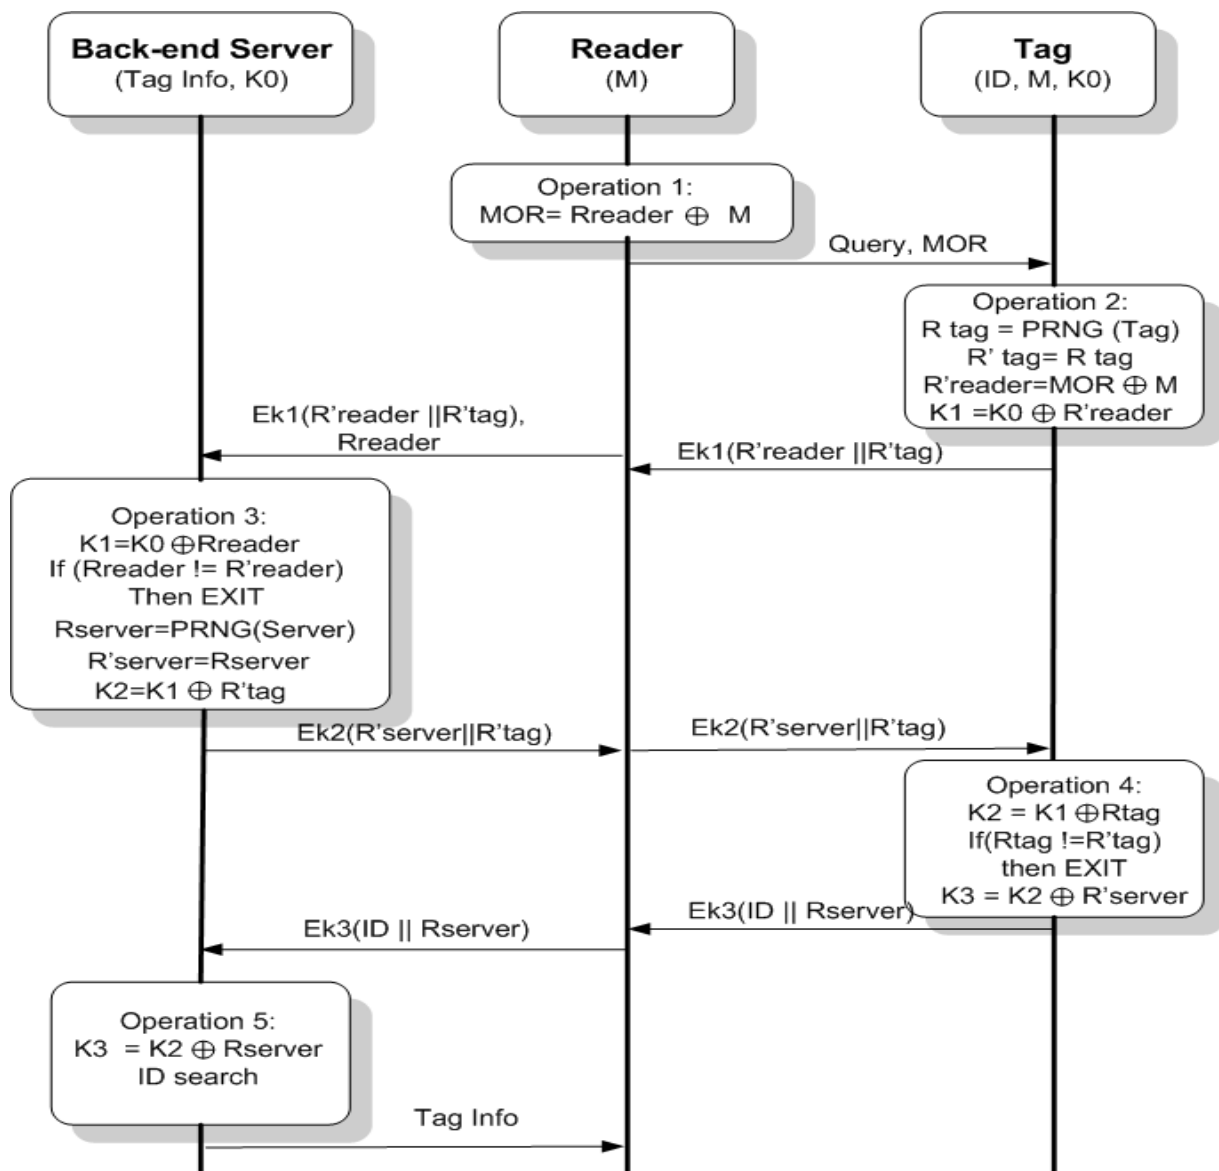 Back-end Server
(Tag Info, K0)
Reader
(M)
Tag
(ID, M, K0)
Operation 1:
MOR= Rreader ⊕ M
Query, MOR
Operation 2:
R tag = PRNG (Tag)
R' tag= R tag
R'reader=MOR ⊕ M
K1 =K0 ⊕ R'reader
Ek1(R'reader ||R'tag)
Ek1(R'reader ||R'tag),
Rreader
Operation 3:
K1=K0 ⊕Rreader
If (Rreader != R'reader)
Then EXIT
Rserver=PRNG(Server)
R'server=Rserver
K2=K1 ⊕ R'tag
Ek2(R'server||R'tag)
Ek2(R'server||R'tag)
Operation 4:
K2 = K1 ⊕Rtag
If(Rtag !=R'tag)
then EXIT
K3 = K2 ⊕ R'server
Ek3(ID || Rserver)
Ek3(ID || Rserver)
Operation 5:
K3 = K2 ⊕ Rserver
ID search
Tag Info